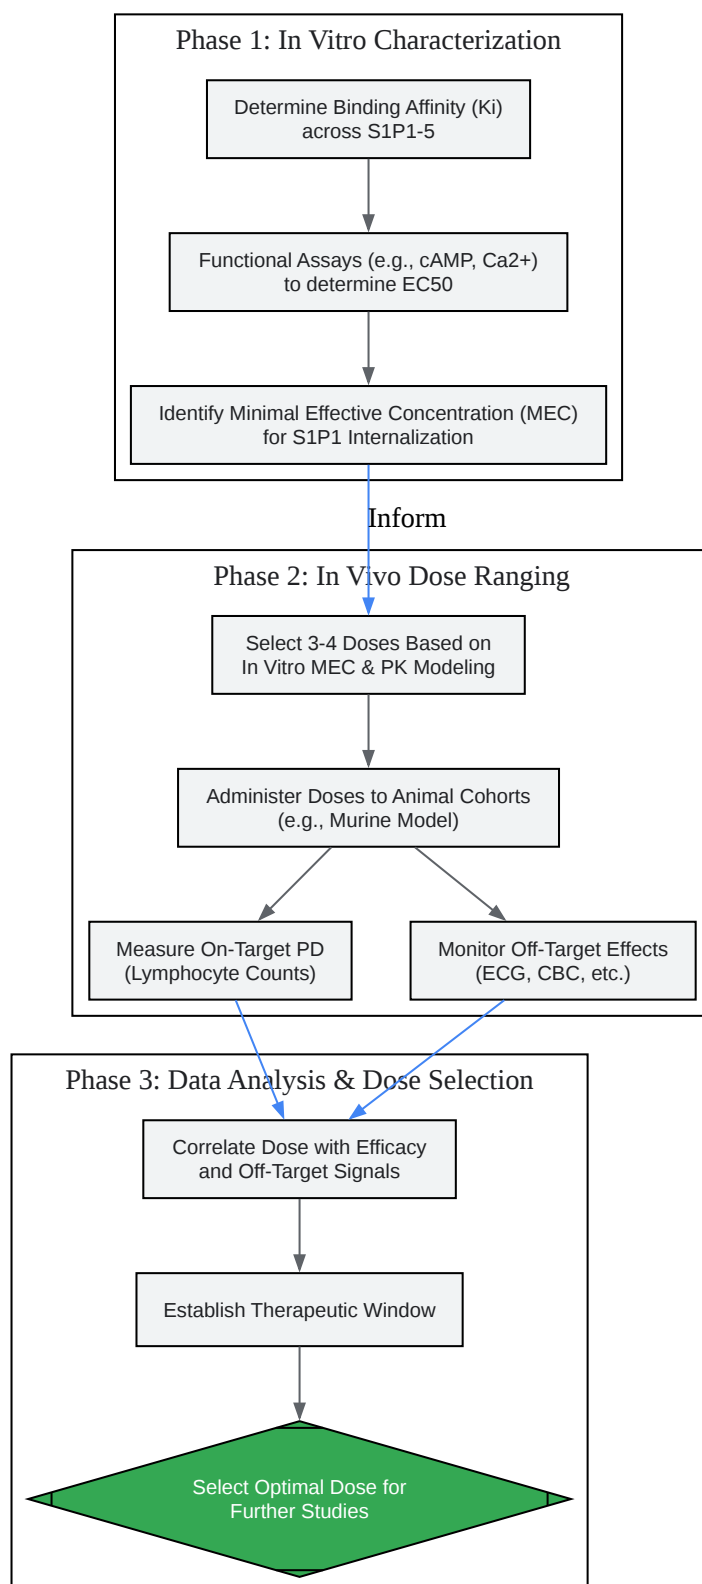 Phase 1: In Vitro Characterization
Determine Binding Affinity (Ki)
across S1P1-5
Functional Assays (e.g., cAMP, Ca2+)
to determine EC50
Identify Minimal Effective Concentration (MEC)
for S1P1 Internalization
Inform
Phase 2: In Vivo Dose Ranging
Select 3-4 Doses Based on
In Vitro MEC & PK Modeling
Administer Doses to Animal Cohorts
(e.g., Murine Model)
Measure On-Target PD
(Lymphocyte Counts)
Monitor Off-Target Effects
(ECG, CBC, etc.)
Phase 3: Data Analysis & Dose Selection
Correlate Dose with Efficacy
and Off-Target Signals
Establish Therapeutic Window
Select Optimal Dose for
Further Studies